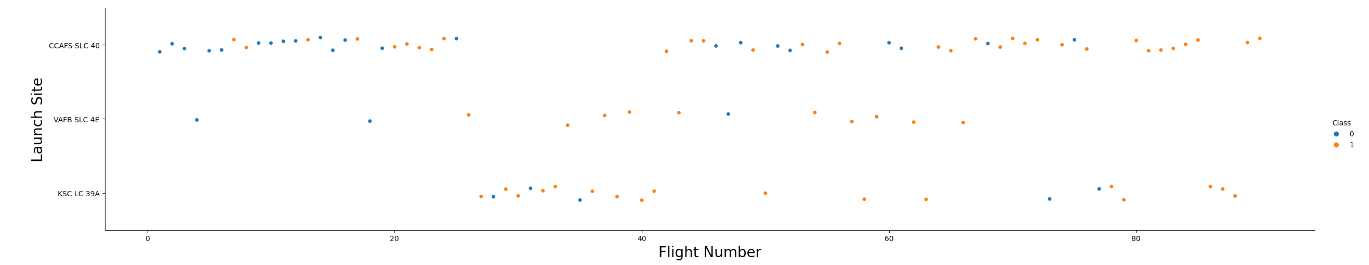 CCAFS SLC 40
VAFB SLC 4E
KSC LC 39A
Launch Site
0 20 40 60 80
Flight Number
Class
0
1